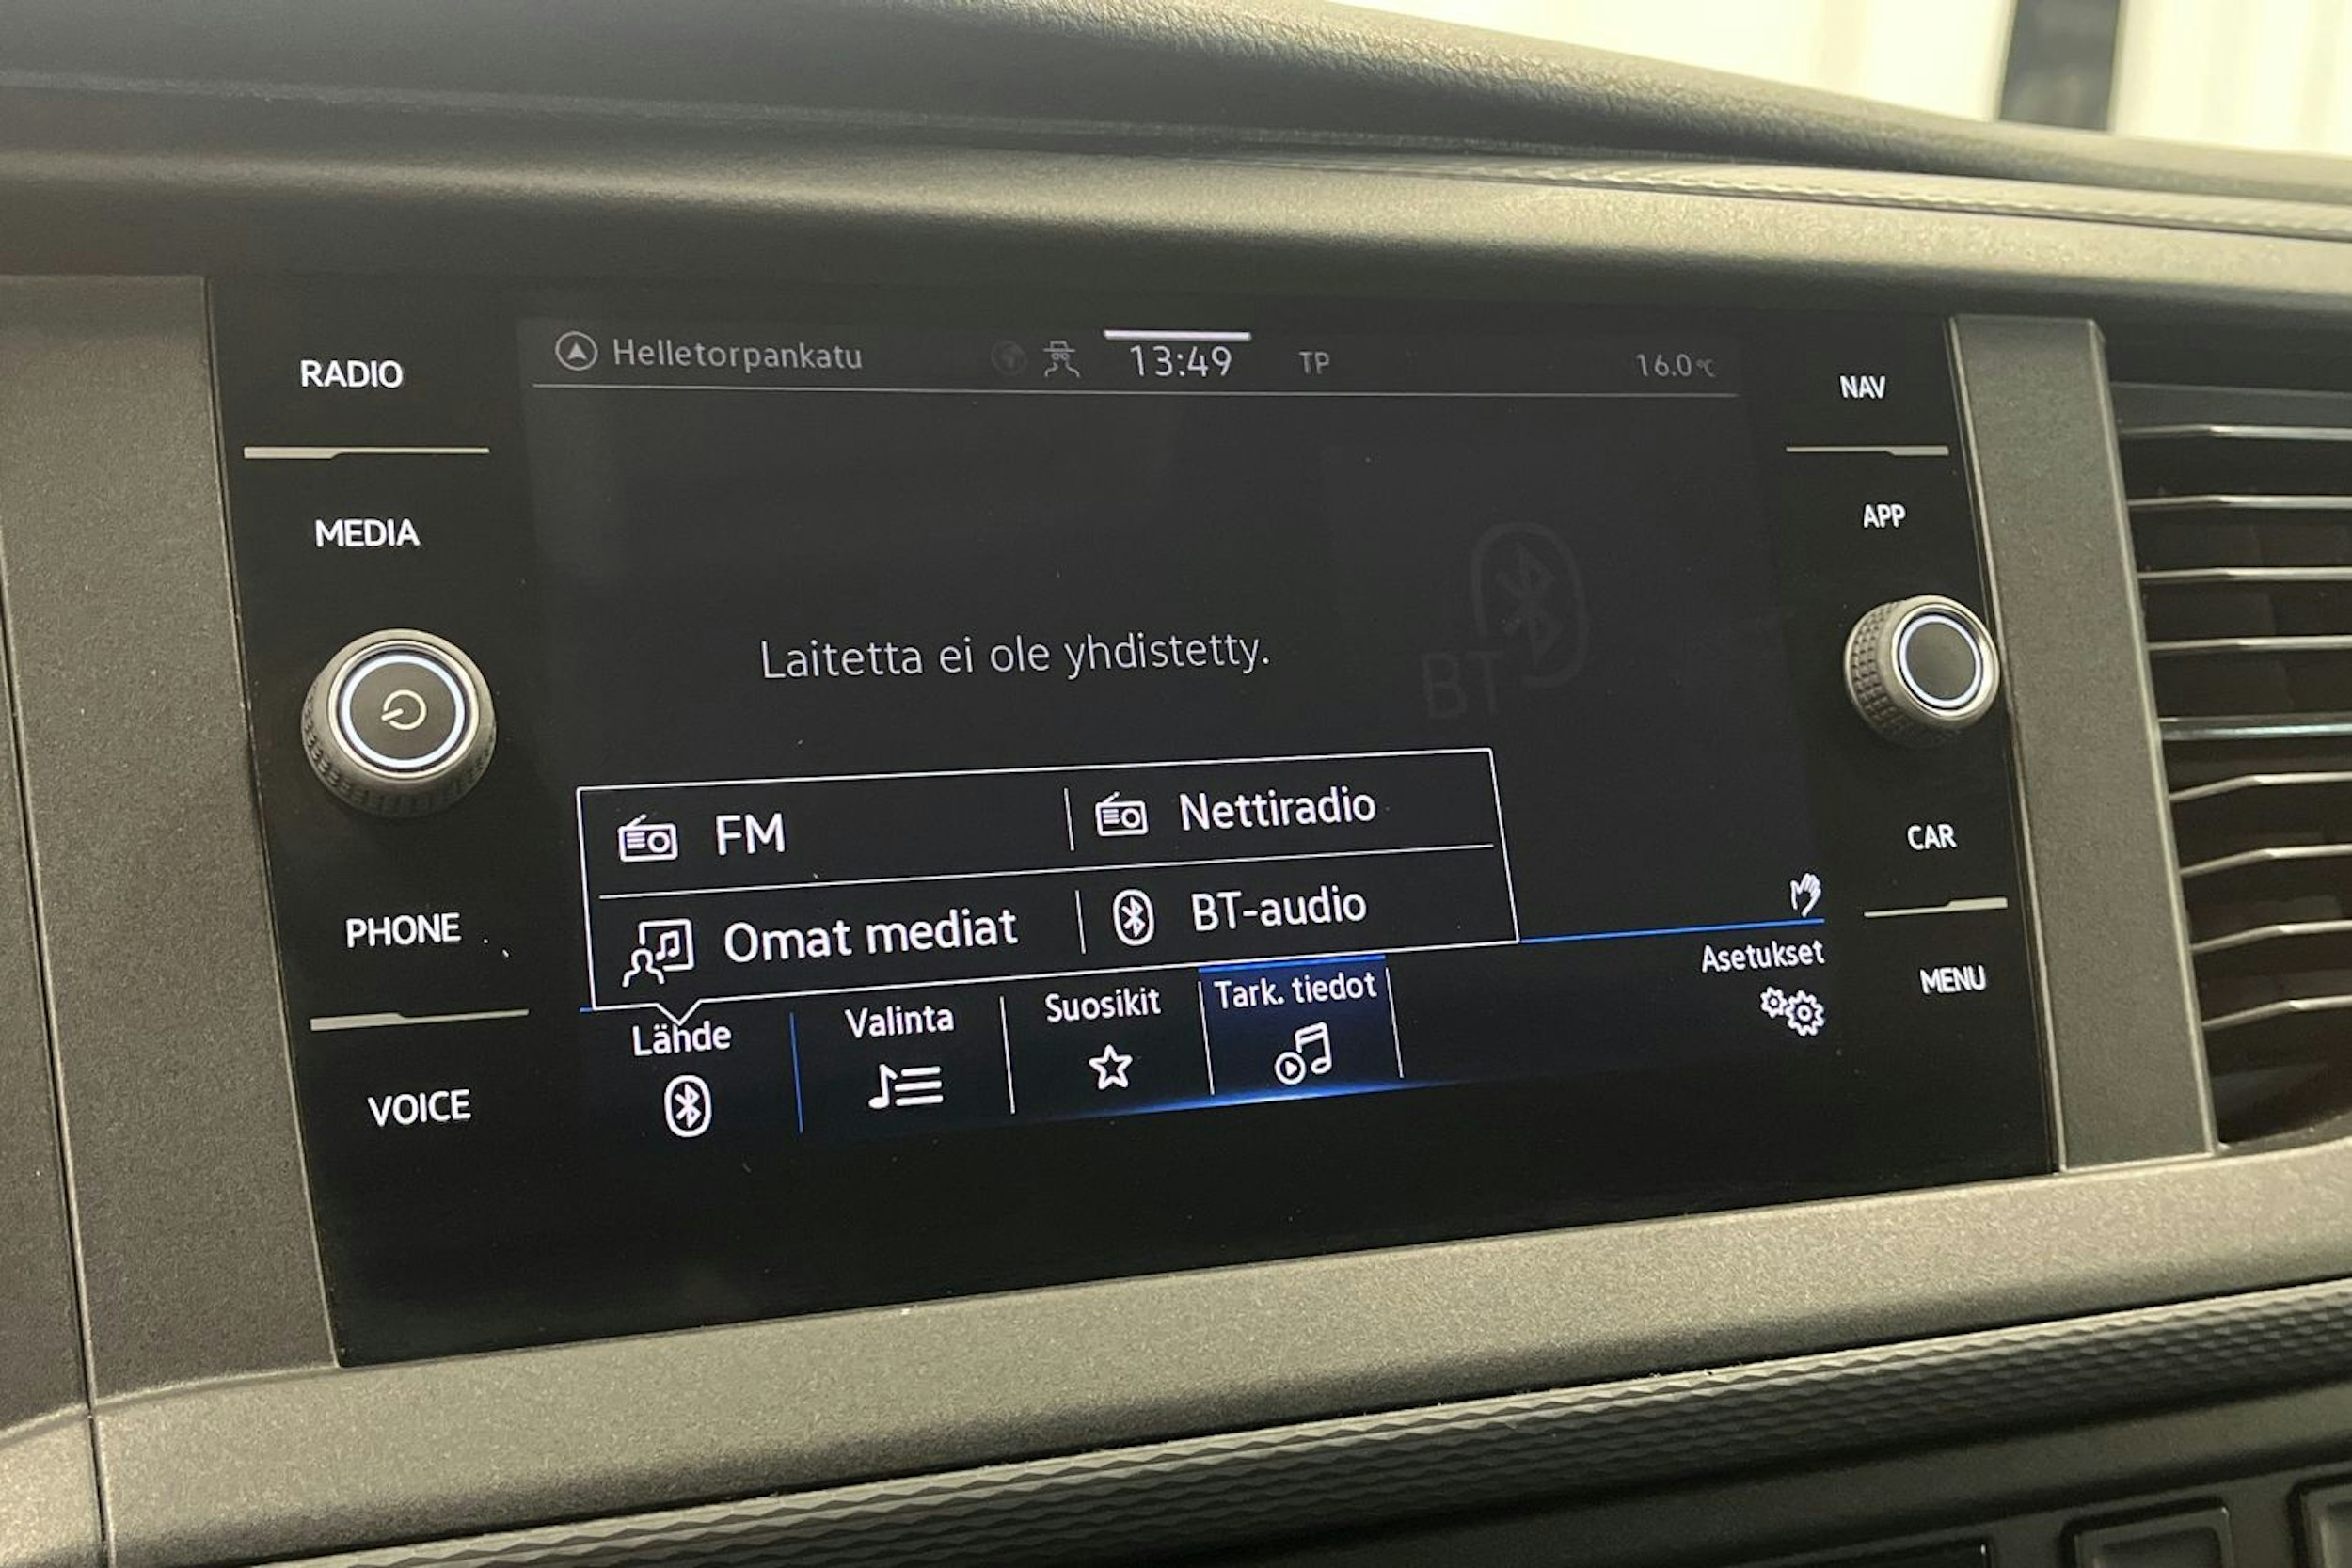 RADIO
MEDIA
PHONE
VOICE
Helletorpankatu
13:49
TP
16.0°C
Laitetta ei ole yhdistetty.
BT
FM
Nettiradio
Omat mediat
BT-audio
Lähde
Valinta
Suosikit
Tark. tiedot
Asetukset
NAV
APP
CAR
MENU